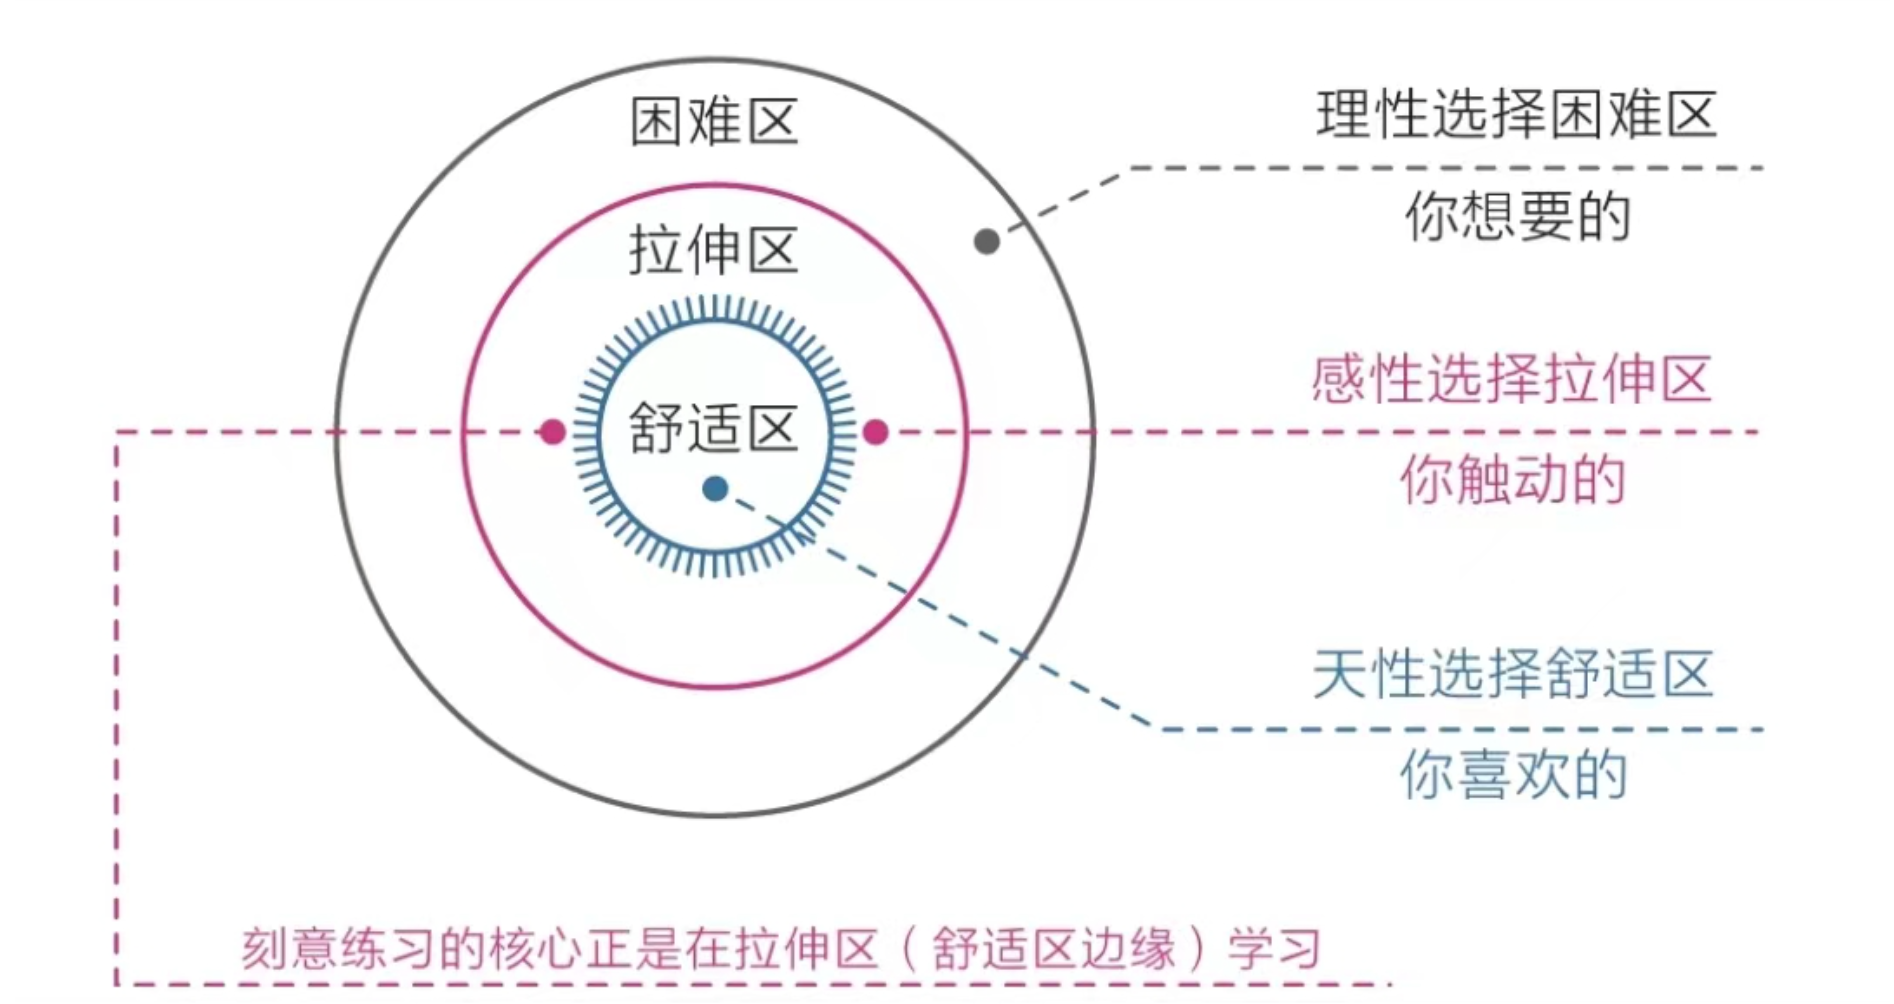 困难区
拉伸区
舒适区
理性选择困难区
你想要的
感性选择拉伸区
你触动的
天性选择舒适区
你喜欢的
刻意练习的核心正是在拉伸区（舒适区边缘）学习